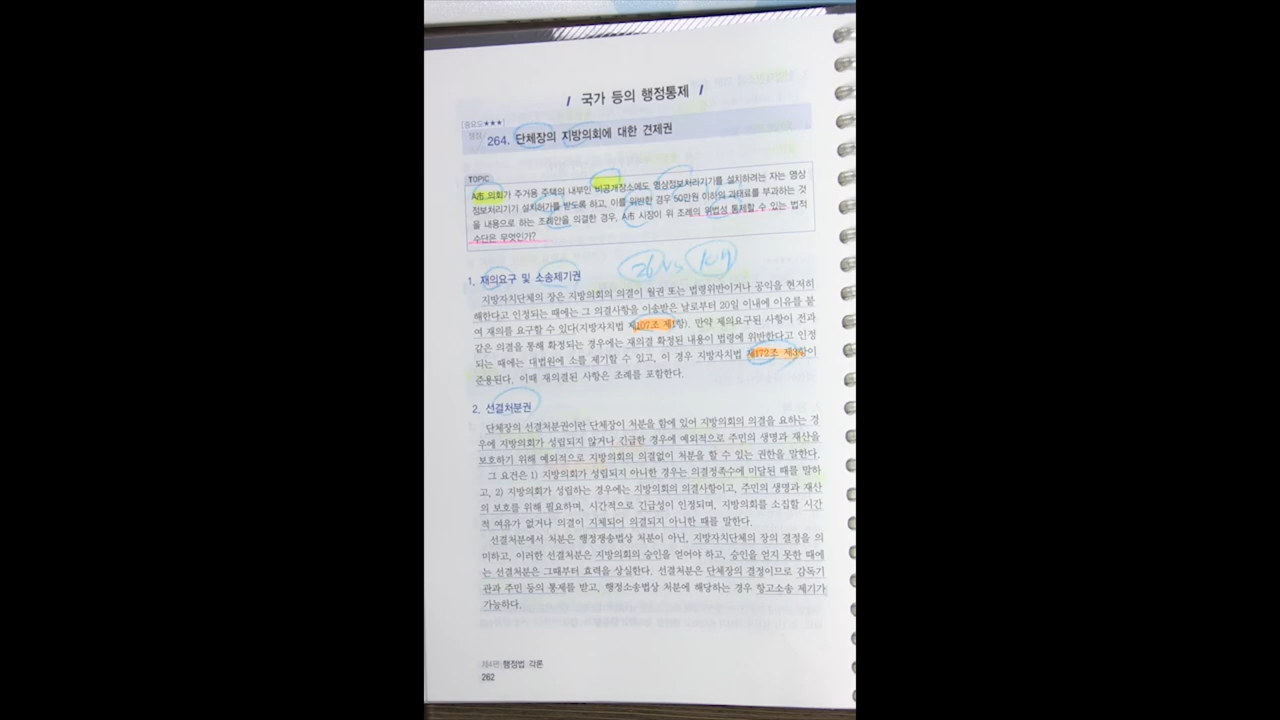 국가 등의 행정통제
[중요도★★★]
행정 264. 단체장의 지방의회에 대한 견제권
TOPIC
A市 의회가 주거용 주택의 내부인 비공개장소에도 영상정보처리기기를 설치하려는 자는 영상
정보처리기기 설치허가를 받도록 하고, 이를 위반한 경우 50만원 이하의 과태료를 부과하는 것
을 내용으로 하는 조례안을 의결한 경우, A市 시장이 위 조례의 위법성 통제할 수 있는 법적
수단은 무엇인가?
1. 재의요구 및 소송제기권
지방자치단체의 장은 지방의회의 의결이 월권 또는 법령위반이거나 공익을 현저히
해한다고 인정되는 때에는 그 의결사항을 이송받은 날로부터 20일 이내에 이유를 붙
여 재의를 요구할 수 있다(지방자치법 제107조 제1항). 만약 재의요구된 사항이 전과
같은 의결을 통해 확정되는 경우에는 재의결 확정된 내용이 법령에 위반한다고 인정
되는 때에는 대법원에 소를 제기할 수 있고, 이 경우 지방자치법 제172조 제3항이
준용된다. 이때 재의결된 사항은 조례를 포함한다.
2. 선결처분권
단체장의 선결처분권이란 단체장이 처분을 함에 있어 지방의회의 의결을 요하는 경
우에 지방의회가 성립되지 않거나 긴급한 경우에 예외적으로 주민의 생명과 재산을
보호하기 위해 예외적으로 지방의회의 의결없이 처분을 할 수 있는 권한을 말한다.
그 요건은 1) 지방의회가 성립되지 아니한 경우는 의결정족수에 미달된 때를 말하
고, 2) 지방의회가 성립하는 경우에는 지방의회의 의결사항이고, 주민의 생명과 재산
의 보호를 위해 필요하며, 시간적으로 긴급성이 인정되며, 지방의회를 소집할 시간
적 여유가 없거나 의결이 지체되어 의결되지 아니한 때를 말한다.
선결처분에서 처분은 행정쟁송법상 처분이 아닌, 지방자치단체의 장의 결정을 의
미하고, 이러한 선결처분은 지방의회의 승인을 얻어야 하고, 승인을 얻지 못한 때에
는 선결처분은 그때부터 효력을 상실한다. 선결처분은 단체장의 결정이므로 감독기
관과 주민 등의 통제를 받고, 행정소송법상 처분에 해당하는 경우 항고소송 제기가
가능하다.
제4편 행정법 각론
262